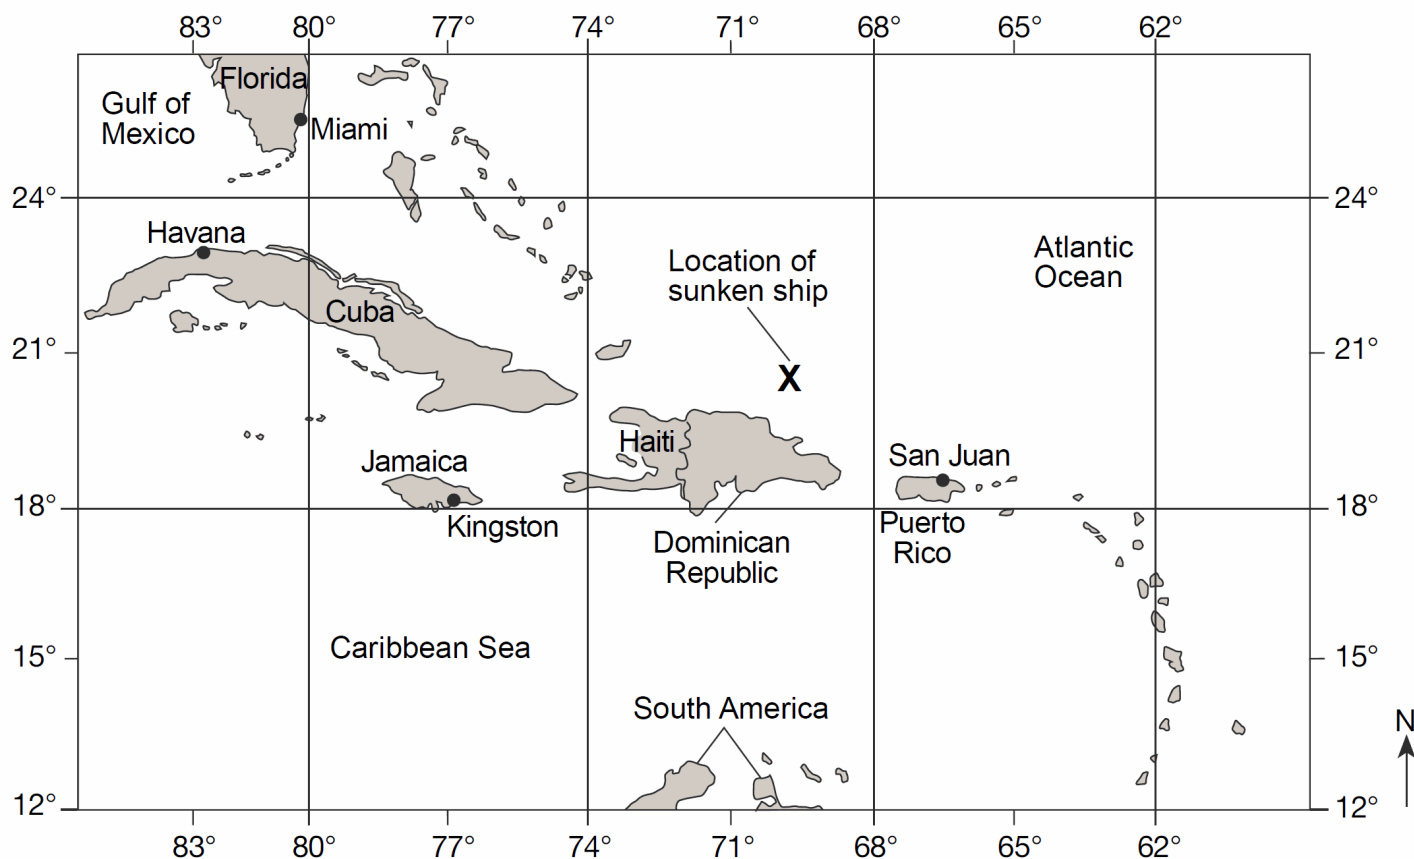 83° 80° 77° 74° 71° 68° 65° 62°
Florida
Gulf of
Mexico
Miami
24° 24°
Havana
Location of
sunken ship
Atlantic
Ocean
Cuba
21° 21°
X
Haiti
San Juan
Jamaica
18° 18°
Kingston
Puerto
Rico
Dominican
Republic
Caribbean Sea
15° 15°
South America
N
12° 12°
83° 80° 77° 74° 71° 68° 65° 62°